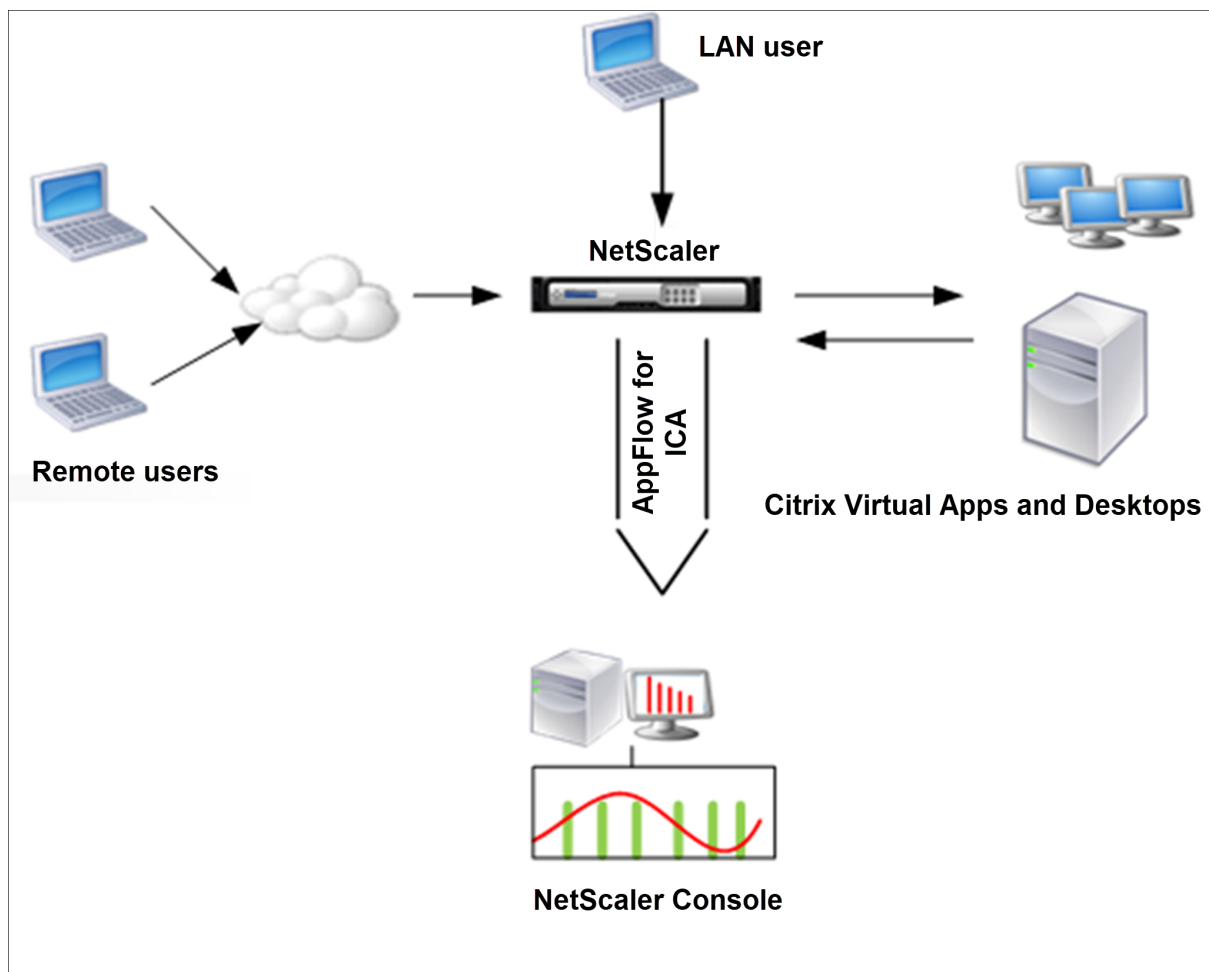 LAN user
NetScaler
AppFlow for
ICA
Remote users
Citrix Virtual Apps and Desktops
NetScaler Console